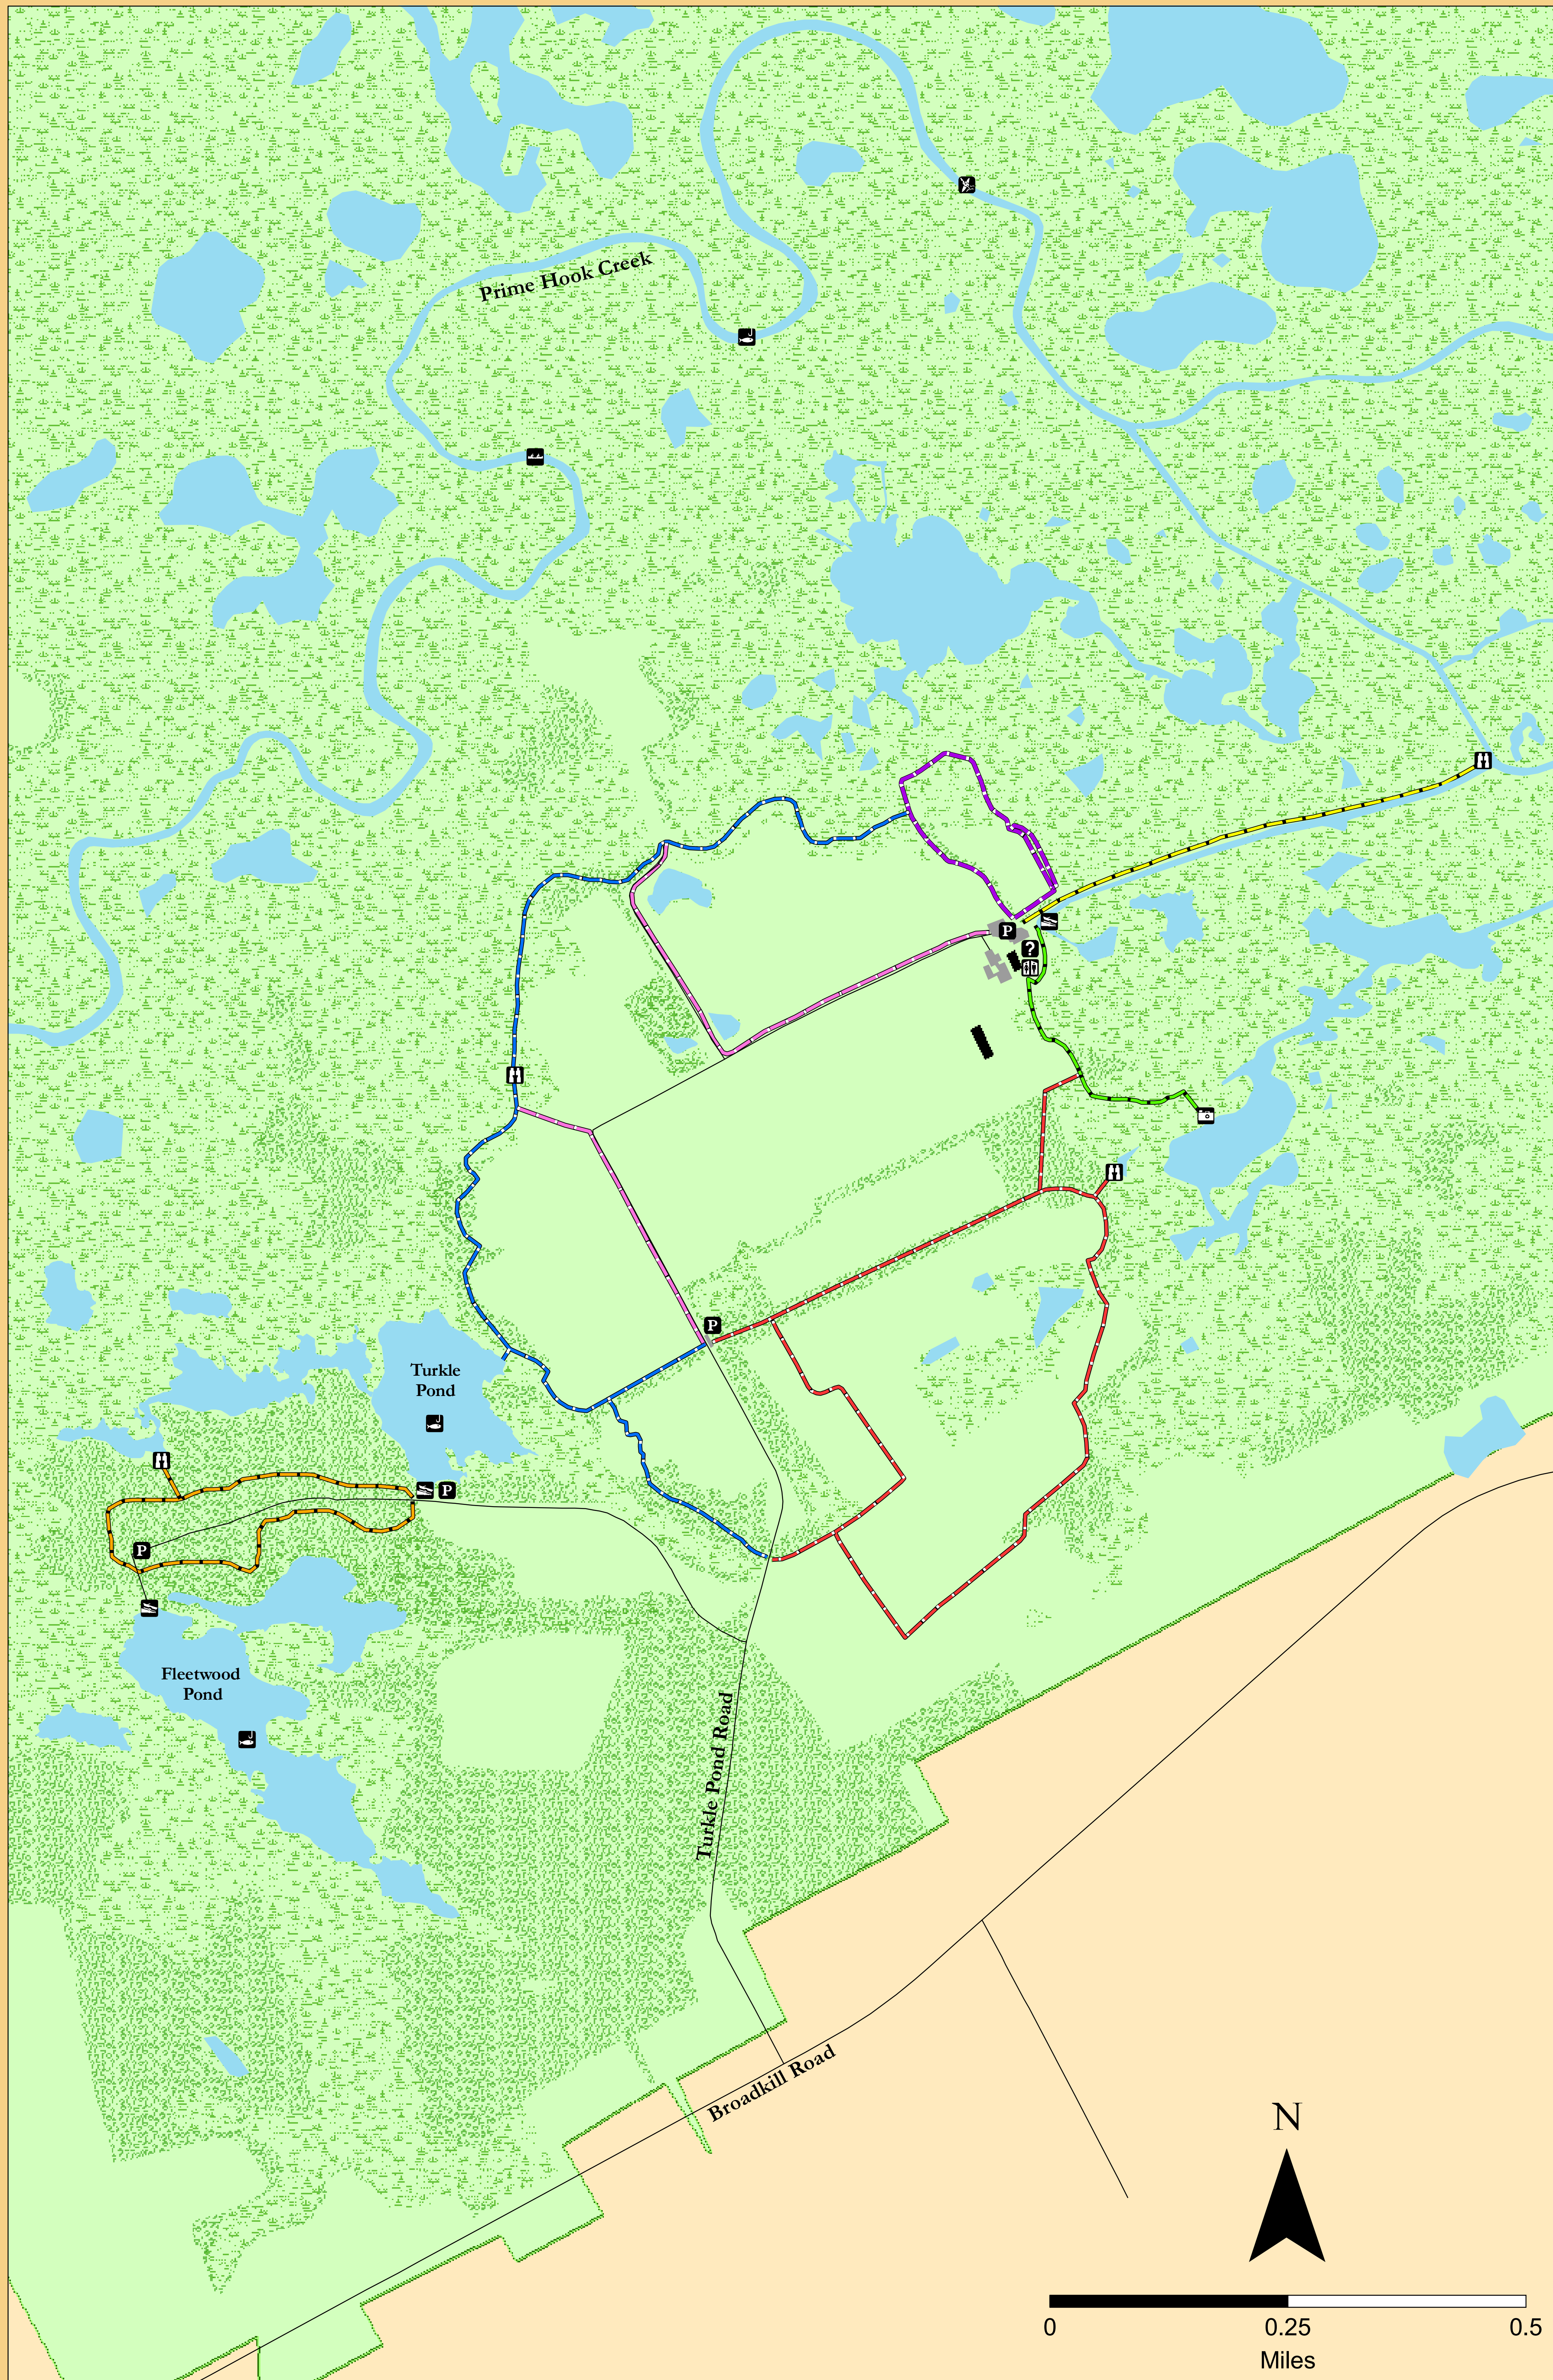 Prime Hook Creek
P
?
P
Turkle
Pond
P
P
Fleetwood
Pond
Turkle Pond Road
Broadkill Road
N
0 0.25 0.5
Miles